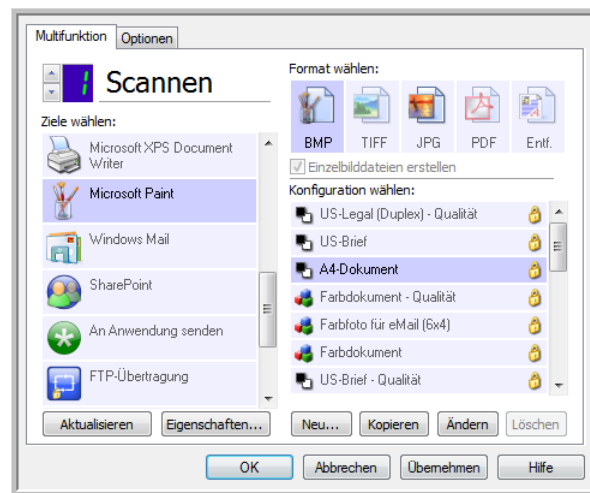 Multifunktion
Optionen
1
Scannen
Ziele wählen:
Microsoft XPS Document
Writer
Microsoft Paint
Windows Mail
SharePoint
An Anwendung senden
FTP-Übertragung
Aktualisieren
Eigenschaften...
Format wählen:
BMP
TIFF
JPG
PDF
Entf.
Einzelbilddateien erstellen
Konfiguration wählen:
US-Legal (Duplex) - Qualität
US-Brief
A4-Dokument
Farbdokument - Qualität
Farbfoto für eMail (6x4)
Farbdokument
US-Brief - Qualität
Neu...
Kopieren
Ändern
Löschen
OK
Abbrechen
Übernehmen
Hilfe